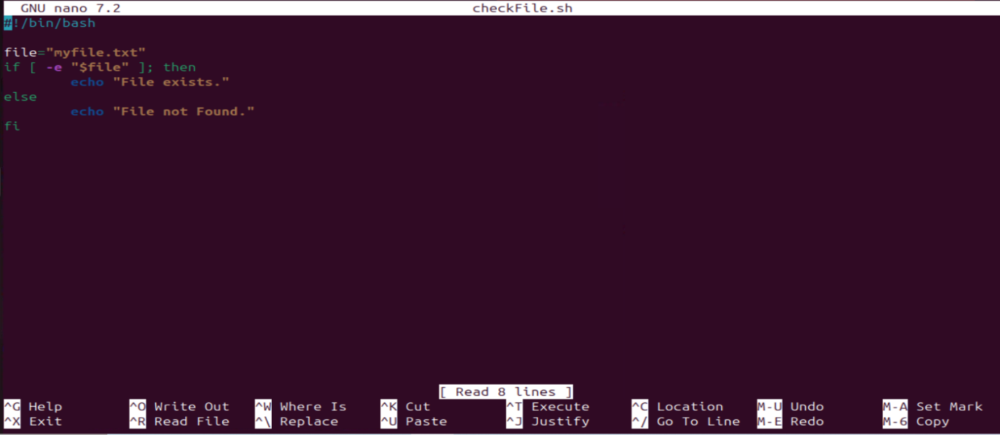 GNU nano 7.2 checkFile.sh
#!/bin/bash
file="myfile.txt"
if [ -e "$file" ]; then
echo "File exists."
else
echo "File not Found."
fi
[ Read 8 lines ]
^G Help ^O Write Out ^W Where Is ^K Cut ^T Execute ^C Location M-U Undo M-A Set Mark
^X Exit ^R Read File ^\ Replace ^U Paste ^J Justify ^/ Go To Line M-E Redo M-6 Copy